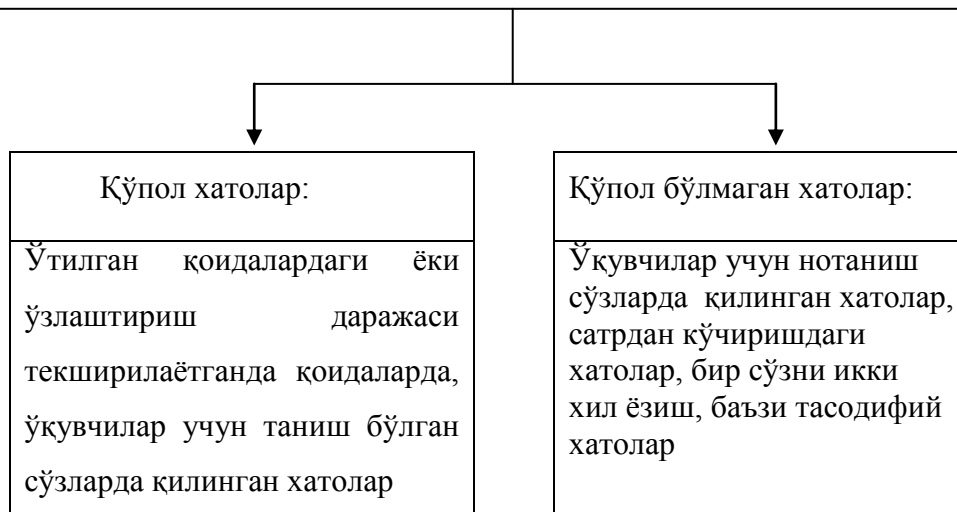 Қўпол хатолар:
Ўтилган қоидалардаги ёки
ўзлаштириш даражаси
текширилаётганда қоидаларда,
ўқувчилар учун таниш бўлган
сўзларда қилинган хатолар
Қўпол бўлмаган хатолар:
Ўқувчилар учун нотаниш
сўзларда қилинган хатолар,
сатрдан кўчиришдаги
хатолар, бир сўзни икки
хил ёзиш, баъзи тасодифий
хатолар